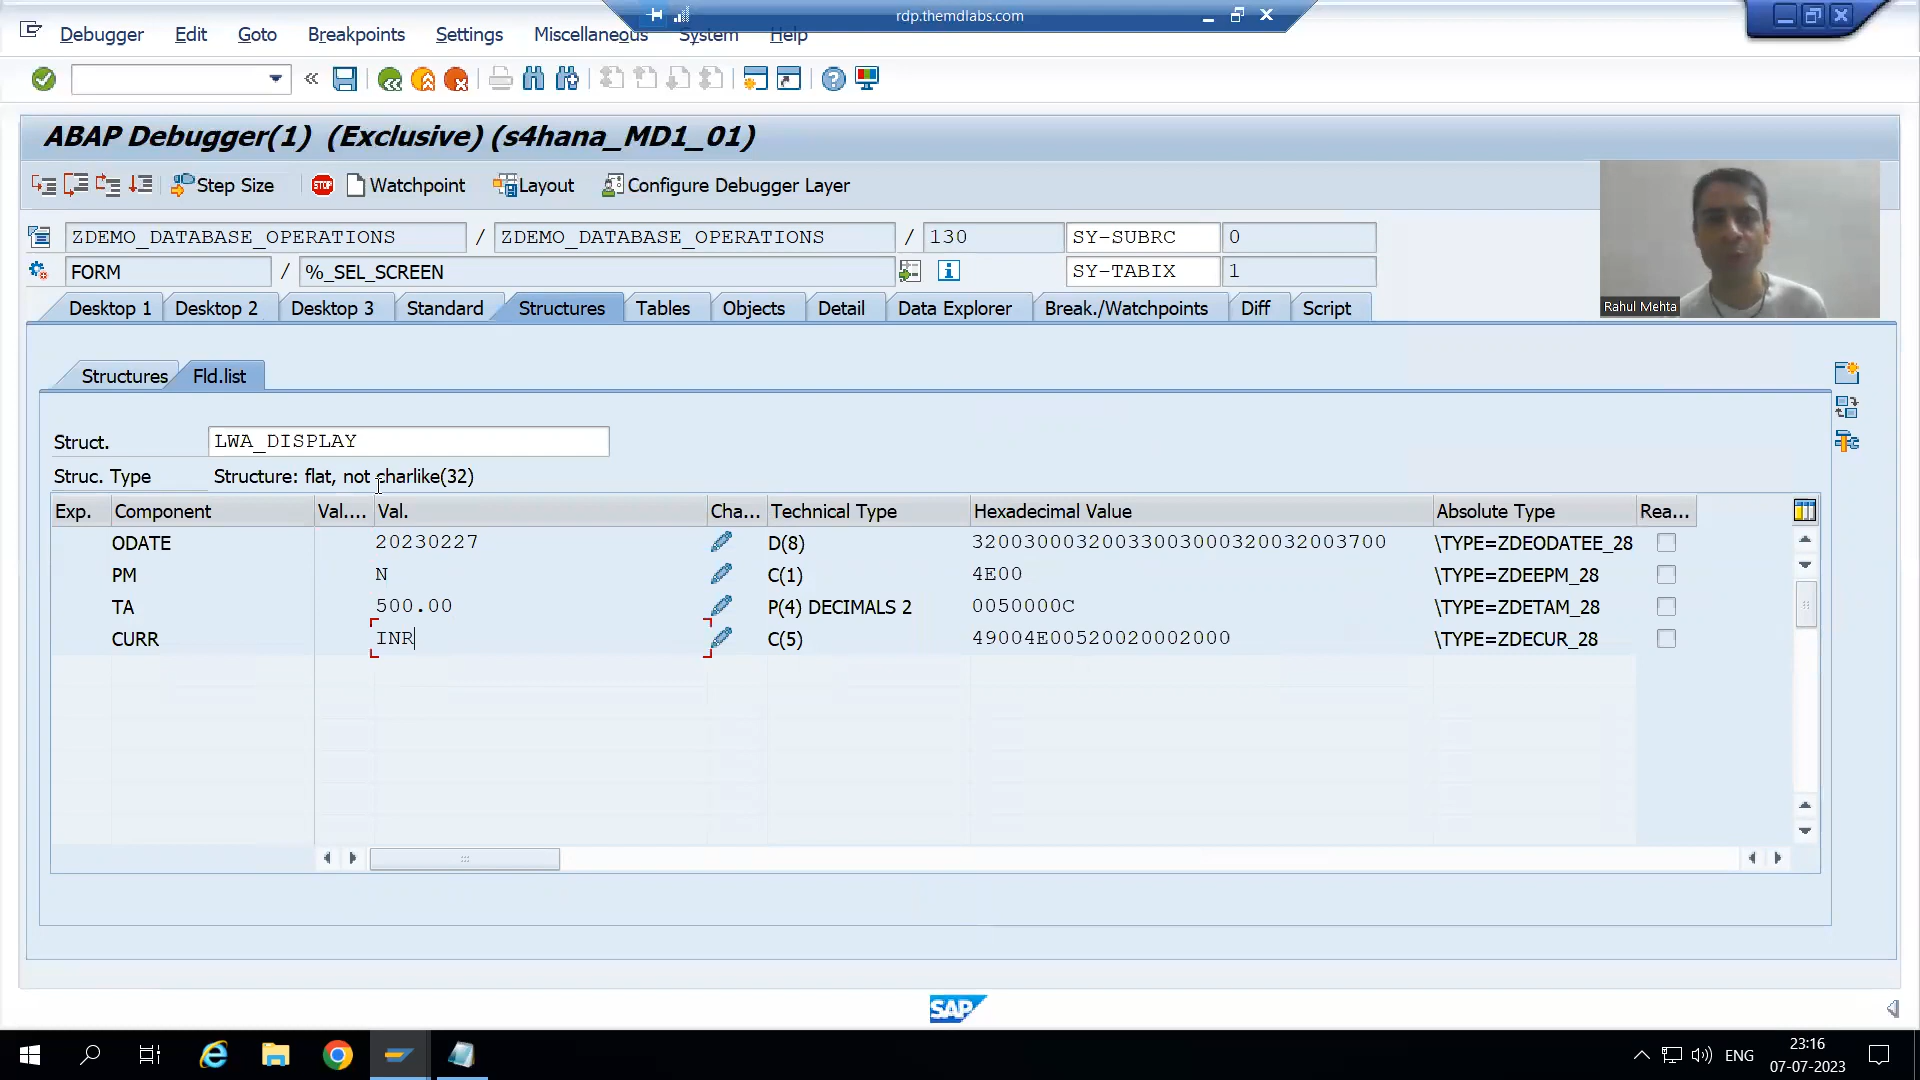 rdp.themdlabs.com
Debugger Edit Goto Breakpoints Settings Miscellaneous System Help
ABAP Debugger(1) (Exclusive) (s4hana_MD1_01)
Step Size STOP Watchpoint Layout Configure Debugger Layer
ZDEMO_DATABASE_OPERATIONS / ZDEMO_DATABASE_OPERATIONS / 130 SY-SUBRC 0
FORM / %_SEL_SCREEN SY-TABIX 1
Rahul Mehta
Desktop 1 Desktop 2 Desktop 3 Standard Structures Tables Objects Detail Data Explorer Break./Watchpoints Diff Script
Structures Fld.list
Struct. LWA_DISPLAY
Struc. Type Structure: flat, not charlike(32)
Exp. Component Val.... Val. Cha... Technical Type Hexadecimal Value Absolute Type Rea...
ODATE 20230227 D(8) 32003000320033003000320032003700 \TYPE=ZDEODATEE_28
PM N C(1) 4E00 \TYPE=ZDEEPM_28
TA 500.00 P(4) DECIMALS 2 0050000C \TYPE=ZDETAM_28
CURR INR C(5) 49004E00520020002000 \TYPE=ZDECUR_28
SAP
ENG 23:16
07-07-2023